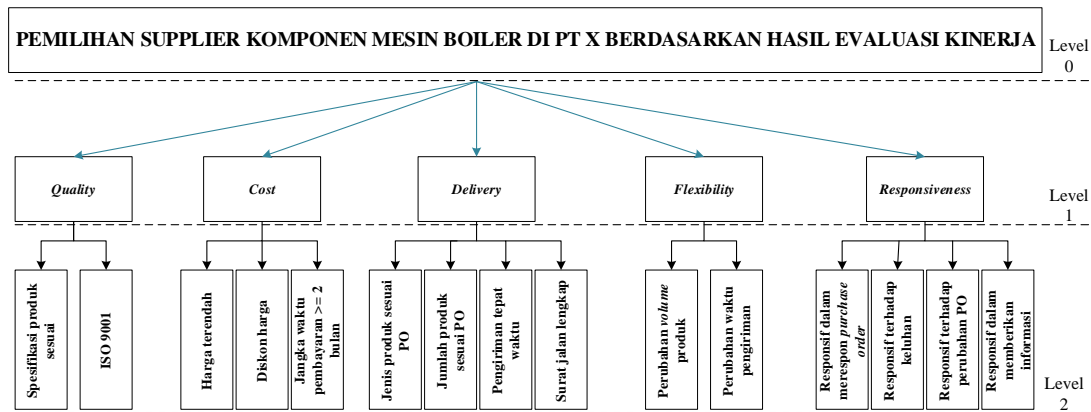 PEMILIHAN SUPPLIER KOMPONEN MESIN BOILER DI PT X BERDASARKAN HASIL EVALUASI KINERJA
Level
0
Quality
Cost
Delivery
Flexibility
Responsiveness
Level
1
Spesifikasi produk
sesuai
ISO 9001
Harga terendah
Diskon harga
Jangka waktu
pembayaran >= 2
bulan
Jenis produk sesuai
PO
Jumlah produk
sesuai PO
Pengiriman tepat
waktu
Surat jalan lengkap
Perubahan volume
produk
Perubahan waktu
pengiriman
Responsif dalam
merespon purchase
order
Responsif terhadap
keluhan
Responsif terhadap
perubahan PO
Responsif dalam
memberikan
informasi
Level
2